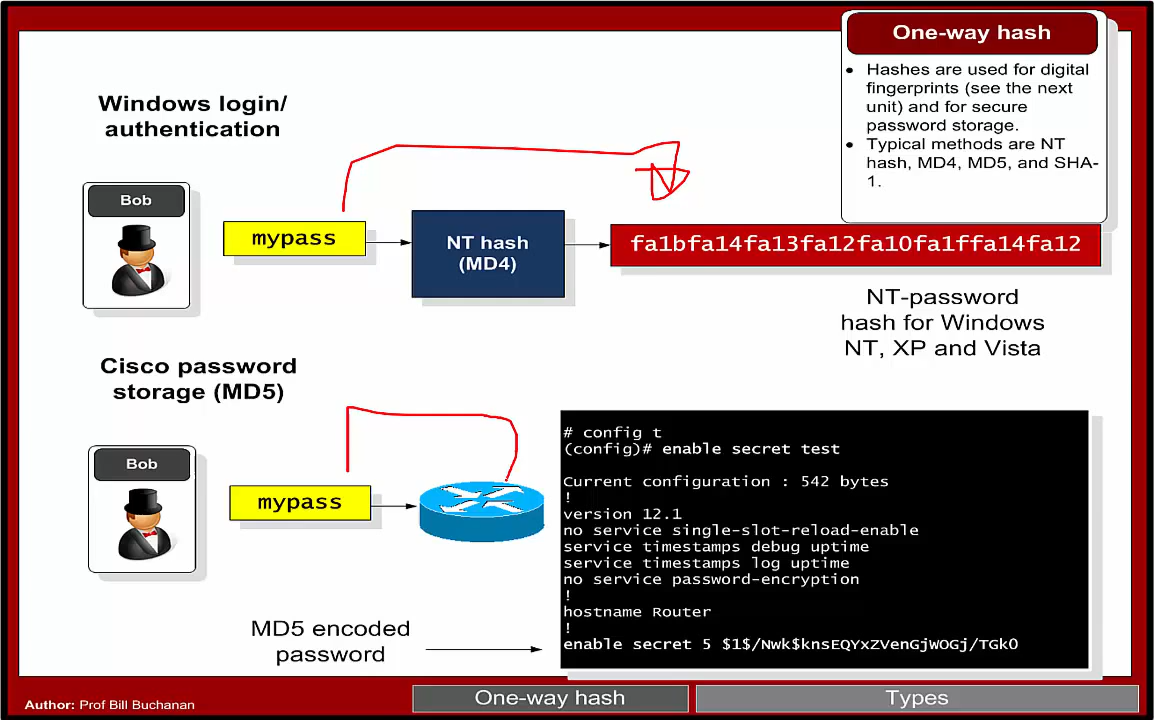 One-way hash
• Hashes are used for digital
fingerprints (see the next
unit) and for secure
password storage.
• Typical methods are NT
hash, MD4, MD5, and SHA-
1.
Windows login/
authentication
Bob
mypass
NT hash
(MD4)
fa1bfa14fa13fa12fa10fa1ffa14fa12
NT-password
hash for Windows
NT, XP and Vista
Cisco password
storage (MD5)
Bob
mypass
# config t
(config)# enable secret test
Current configuration : 542 bytes
!
version 12.1
no service single-slot-reload-enable
service timestamps debug uptime
service timestamps log uptime
no service password-encryption
!
hostname Router
!
enable secret 5 $1$/Nwk$knsEQYxZVenGjWOGj/TGk0
MD5 encoded
password
Author: Prof Bill Buchanan
One-way hash
Types